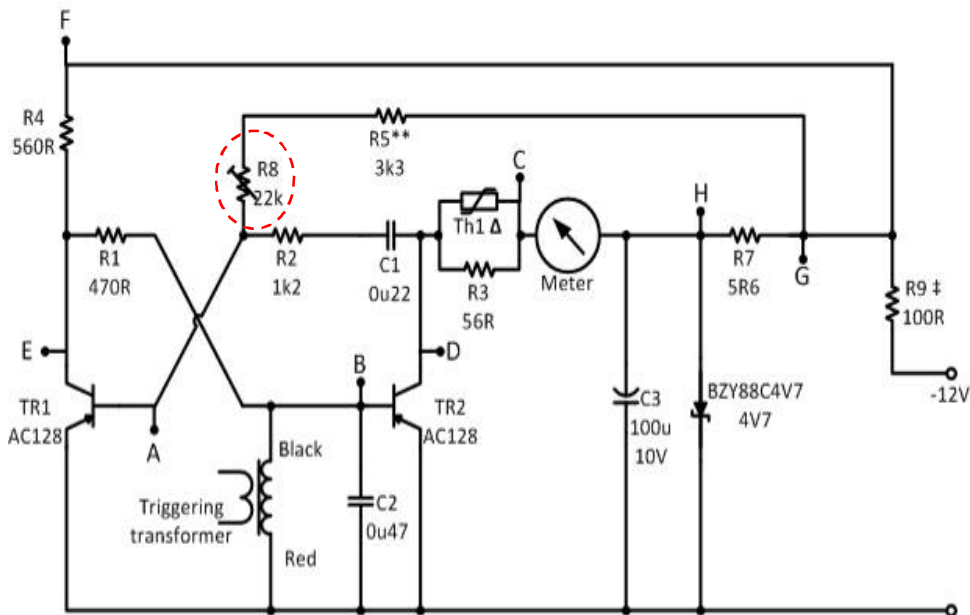 F
R4
560R
R5**
3k3
R8
22k
C
Th1 Δ
H
R1
470R
R2
1k2
C1
0u22
R3
56R
Meter
R7
5R6
G
R9 ‡
100R
E
D
B
-12V
TR1
AC128
A
TR2
AC128
C3
100u
10V
BZY88C4V7
4V7
Black
Triggering
transformer
C2
0u47
Red